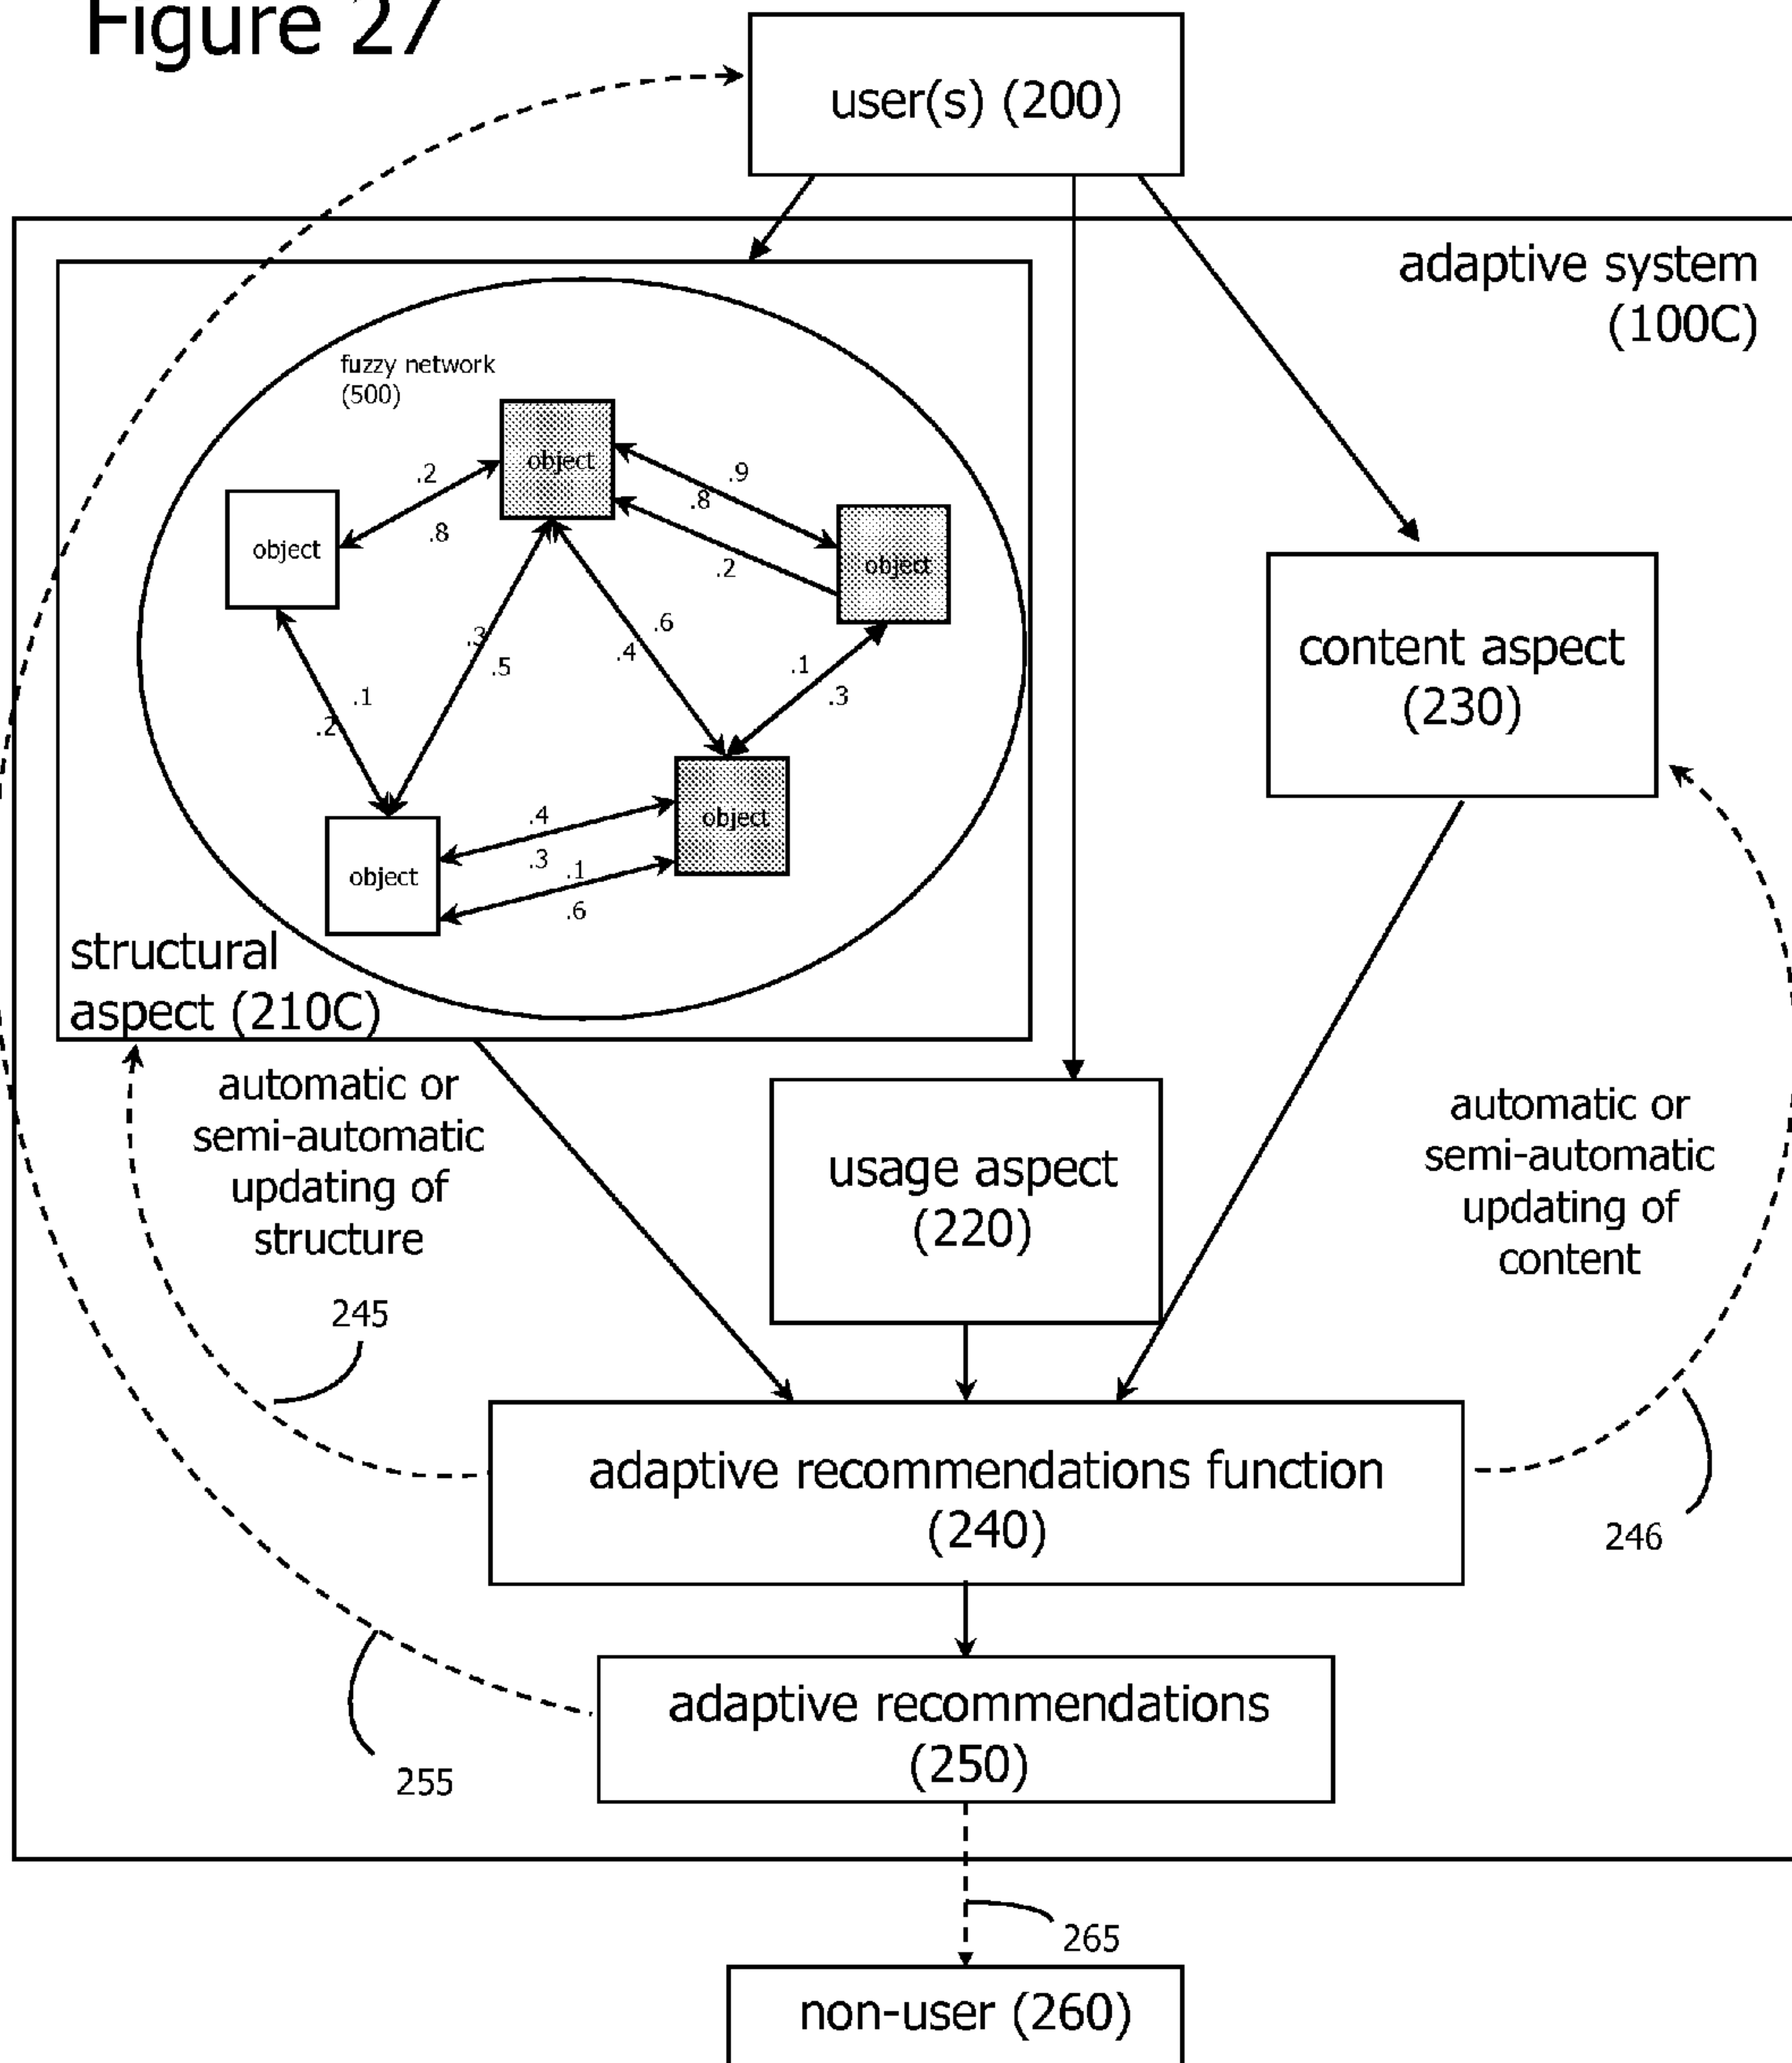 Figure 27
user(s) (200)
adaptive system
(100C)
fuzzy network
(500)
object
.2
.9
.8
.8
object
object
.2
.6
.3
.4
.5
.1
.3
.1
.2
object
.4
.3
.1
object
.6
content aspect
(230)
structural
aspect (210C)
automatic or
semi-automatic
updating of
structure
usage aspect
(220)
automatic or
semi-automatic
updating of
content
245
adaptive recommendations function
(240)
246
adaptive recommendations
(250)
255
265
non-user (260)